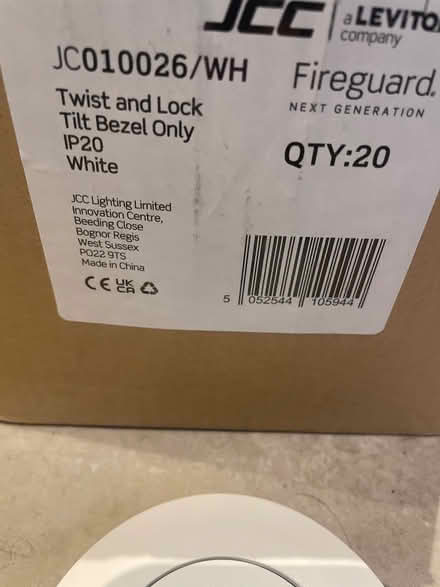 JCC
a LEVITO
company
JC010026/WH
Fireguard.
NEXT GENERATION
Twist and Lock
Tilt Bezel Only
IP20
White
QTY:20
JCC Lighting Limited
Innovation Centre,
Beeding Close
Bognor Regis
West Sussex
PO22 9TS
Made in China
CE UK CA
5 052544 105944